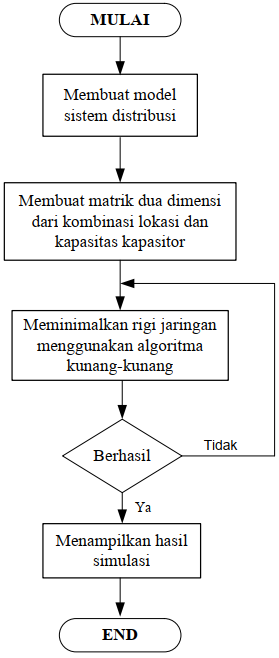 MULAI
Membuat model
sistem distribusi
Membuat matrik dua dimensi
dari kombinasi lokasi dan
kapasitas kapasitor
Meminimalkan rigi jaringan
menggunakan algoritma
kunang-kunang
Berhasil
Tidak
Ya
Menampilkan hasil
simulasi
END